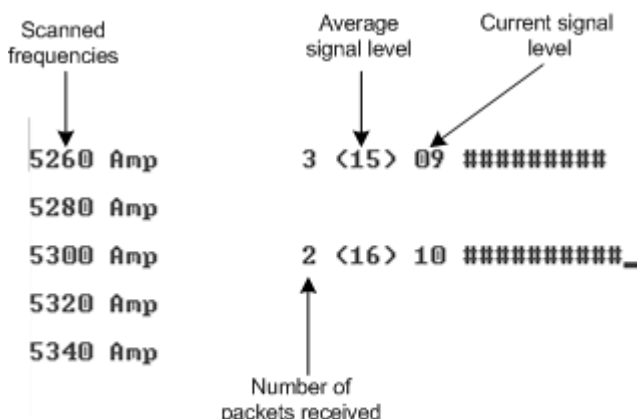 Scanned
frequencies
Average
signal level
Current signal
level
5260 Amp 3 (15) 09 #########
5280 Amp
5300 Amp 2 (16) 10 ##########_
5320 Amp
5340 Amp
Number of
packets received